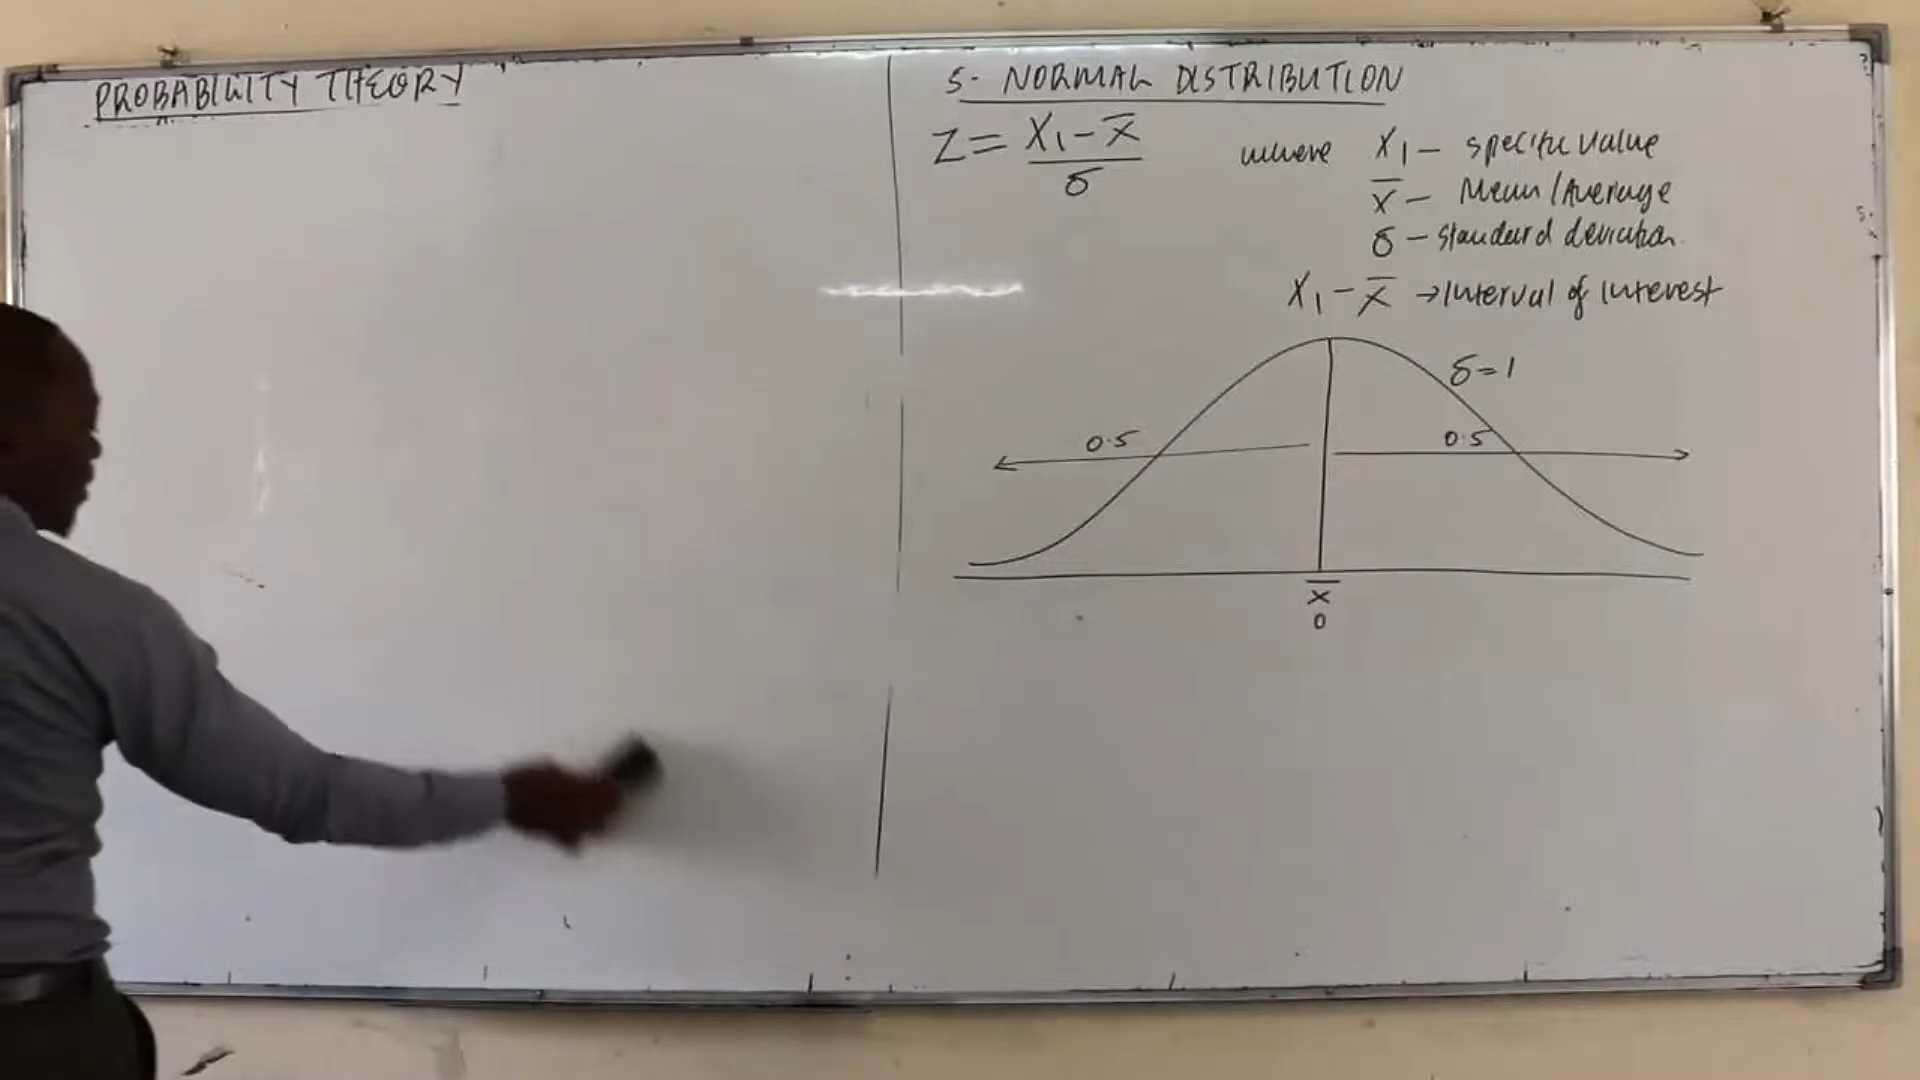 PROBABILITY THEORY
5. NORMAL DISTRIBUTION
Z = X₁ - x̄ / δ
where X₁ - specific value
x̄ - Mean/Average
δ - standard deviation
X₁ - x̄ → Interval of interest
δ = 1
0.5 0.5
x̄
0